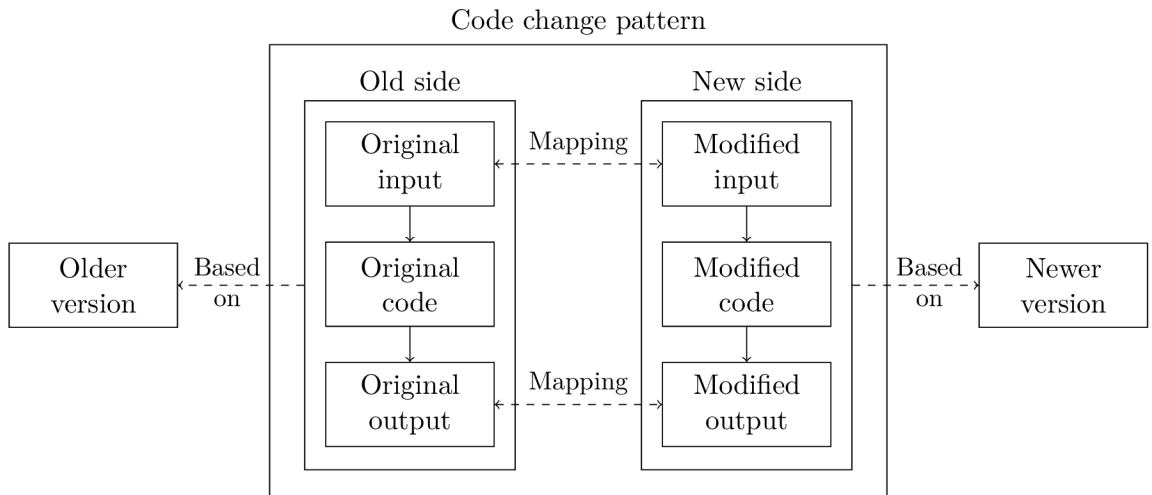 Code change pattern
Old side
New side
Original
input
Mapping
Modified
input
Older
version
Based
on
Original
code
Modified
code
Based
on
Newer
version
Original
output
Mapping
Modified
output